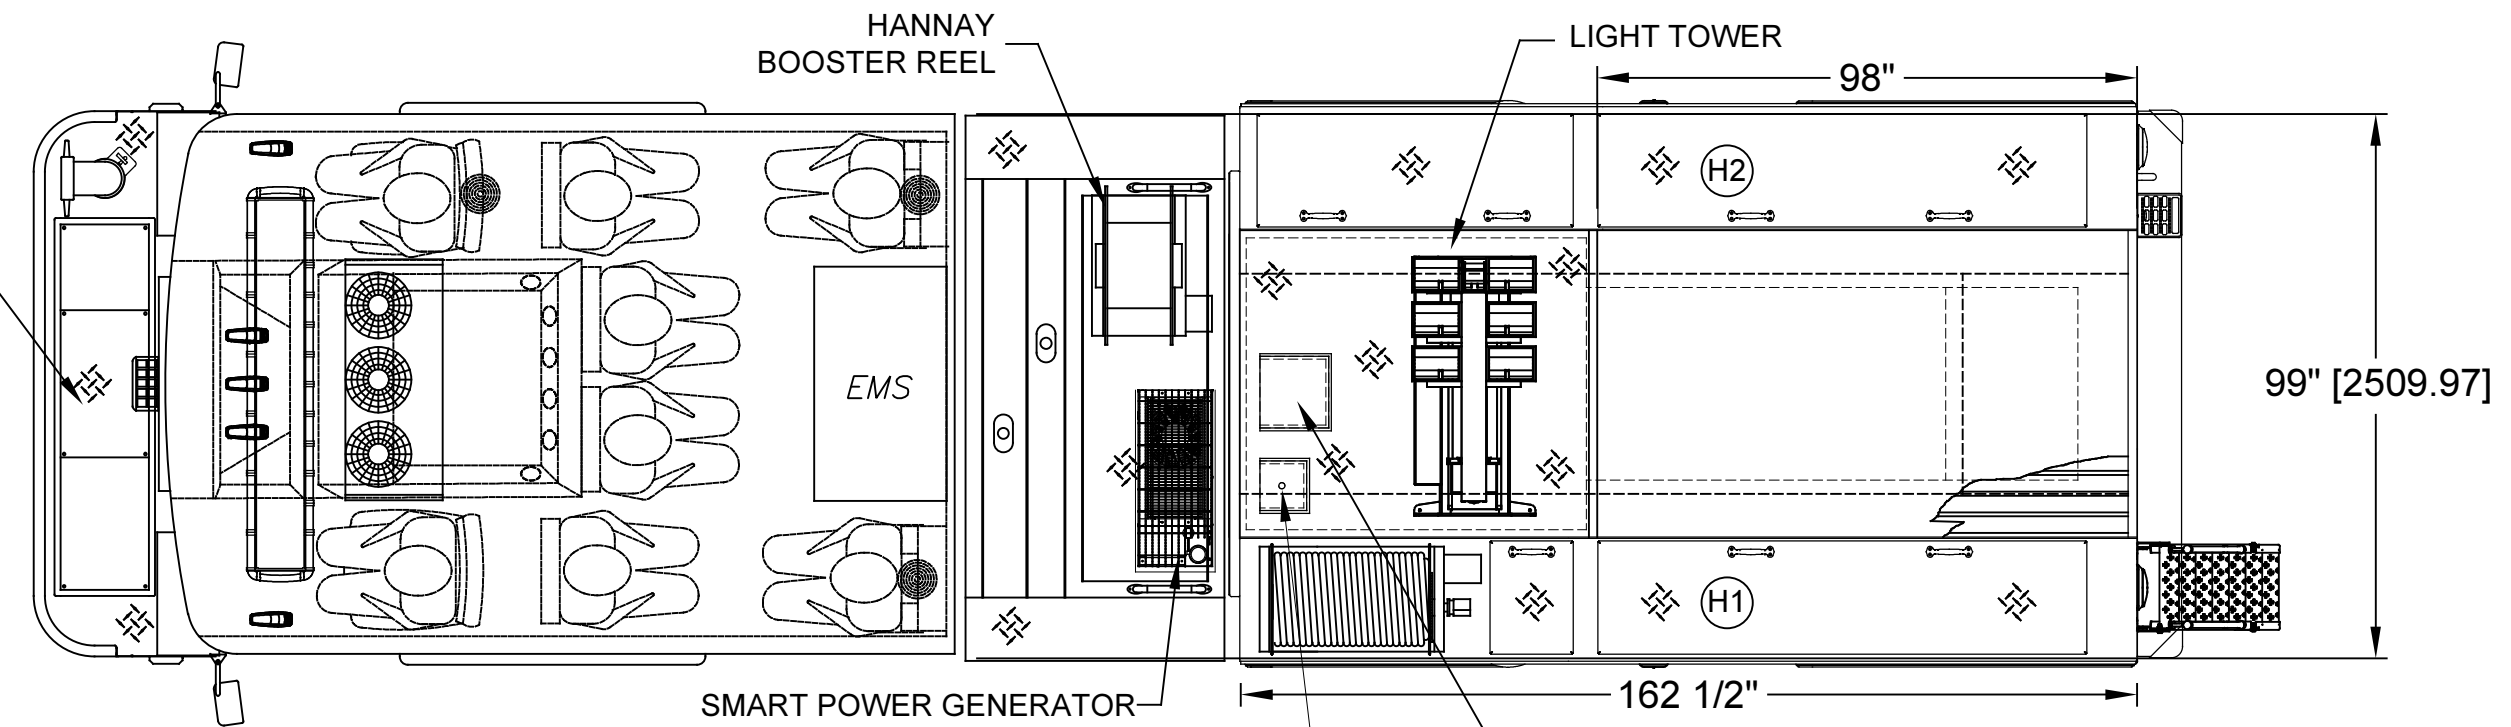 HANNAY
BOOSTER REEL
LIGHT TOWER
98"
H2
EMS
99" [2509.97]
H1
SMART POWER GENERATOR
162 1/2"